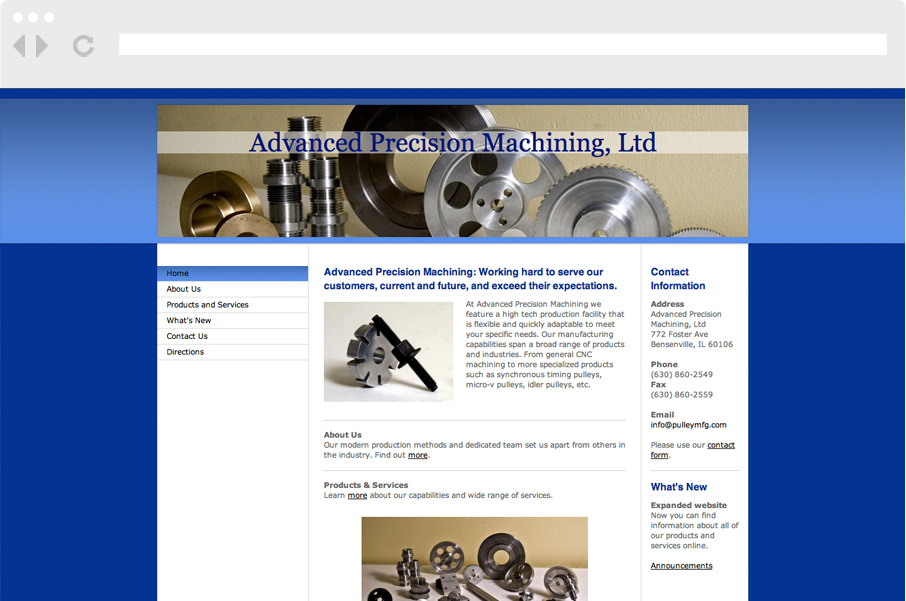 Advanced Precision Machining, Ltd
Home
About Us
Products and Services
What's New
Contact Us
Directions
Advanced Precision Machining: Working hard to serve our
customers, current and future, and exceed their expectations.
At Advanced Precision Machining we
feature a high tech production facility that
is flexible and quickly adaptable to meet
your specific needs. Our manufacturing
capabilities span a broad range of products
and industries. From general CNC
machining to more specialized products
such as synchronous timing pulleys,
micro-v pulleys, idler pulleys, etc.
About Us
Our modern production methods and dedicated team set us apart from others in
the industry. Find out more.
Products & Services
Learn more about our capabilities and wide range of services.
Contact
Information
Address
Advanced Precision
Machining, Ltd
772 Foster Ave
Bensenville, IL 60106
Phone
(630) 860-2549
Fax
(630) 860-2559
Email
info@pulleymfg.com
Please use our contact
form.
What's New
Expanded website
Now you can find
information about all of
our products and
services online.
Announcements